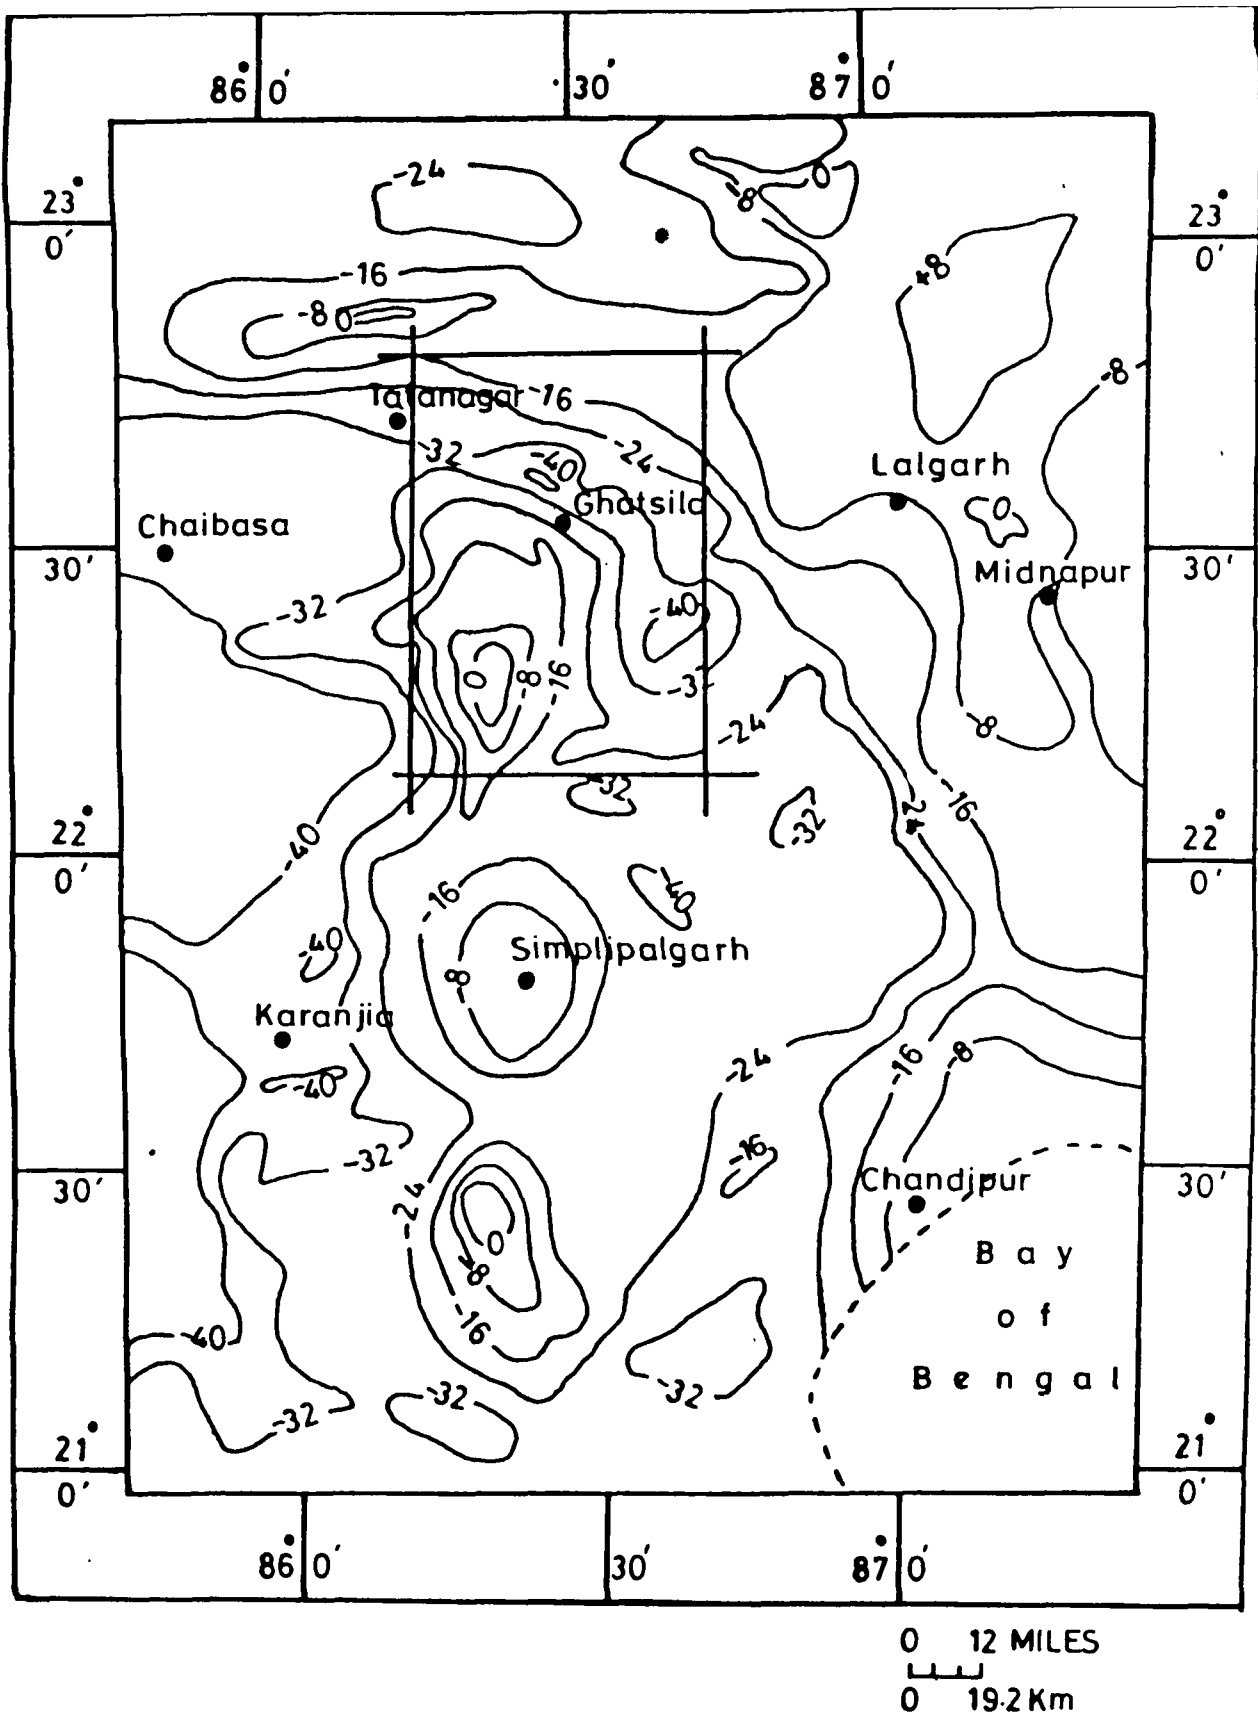 86° 0' 30' 87° 0'
-24
0
-8
23° 0'
23° 0'
+8
-16
-8 0
-8
Tatanagar -16
-32 -40 -24
Lalgarh
Ghatsila 0
Chaibasa
30' Midnapur 30'
-32 -40
0 -8 -16 -32
-24 8
-32
-32 -24 -16
22° 0'
22° 0'
-40
-16 -40
-40 Simplipalgarh
8
Karanjia
-16 -8
-24
-40
-16
-32
Chandipur
30' 30'
-24
0
Bay
of
Bengal
-8
-16
-40
-32 -32
-32
21° 0'
21° 0'
86° 0' 30' 87° 0'
0 12 MILES
0 19.2 Km